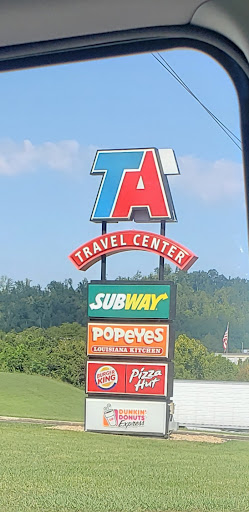 TA
TRAVEL CENTER
SUBWAY
POPEYES
LOUISIANA KITCHEN
BURGER KING
Pizza Hut
DUNKIN' DONUTS
Express